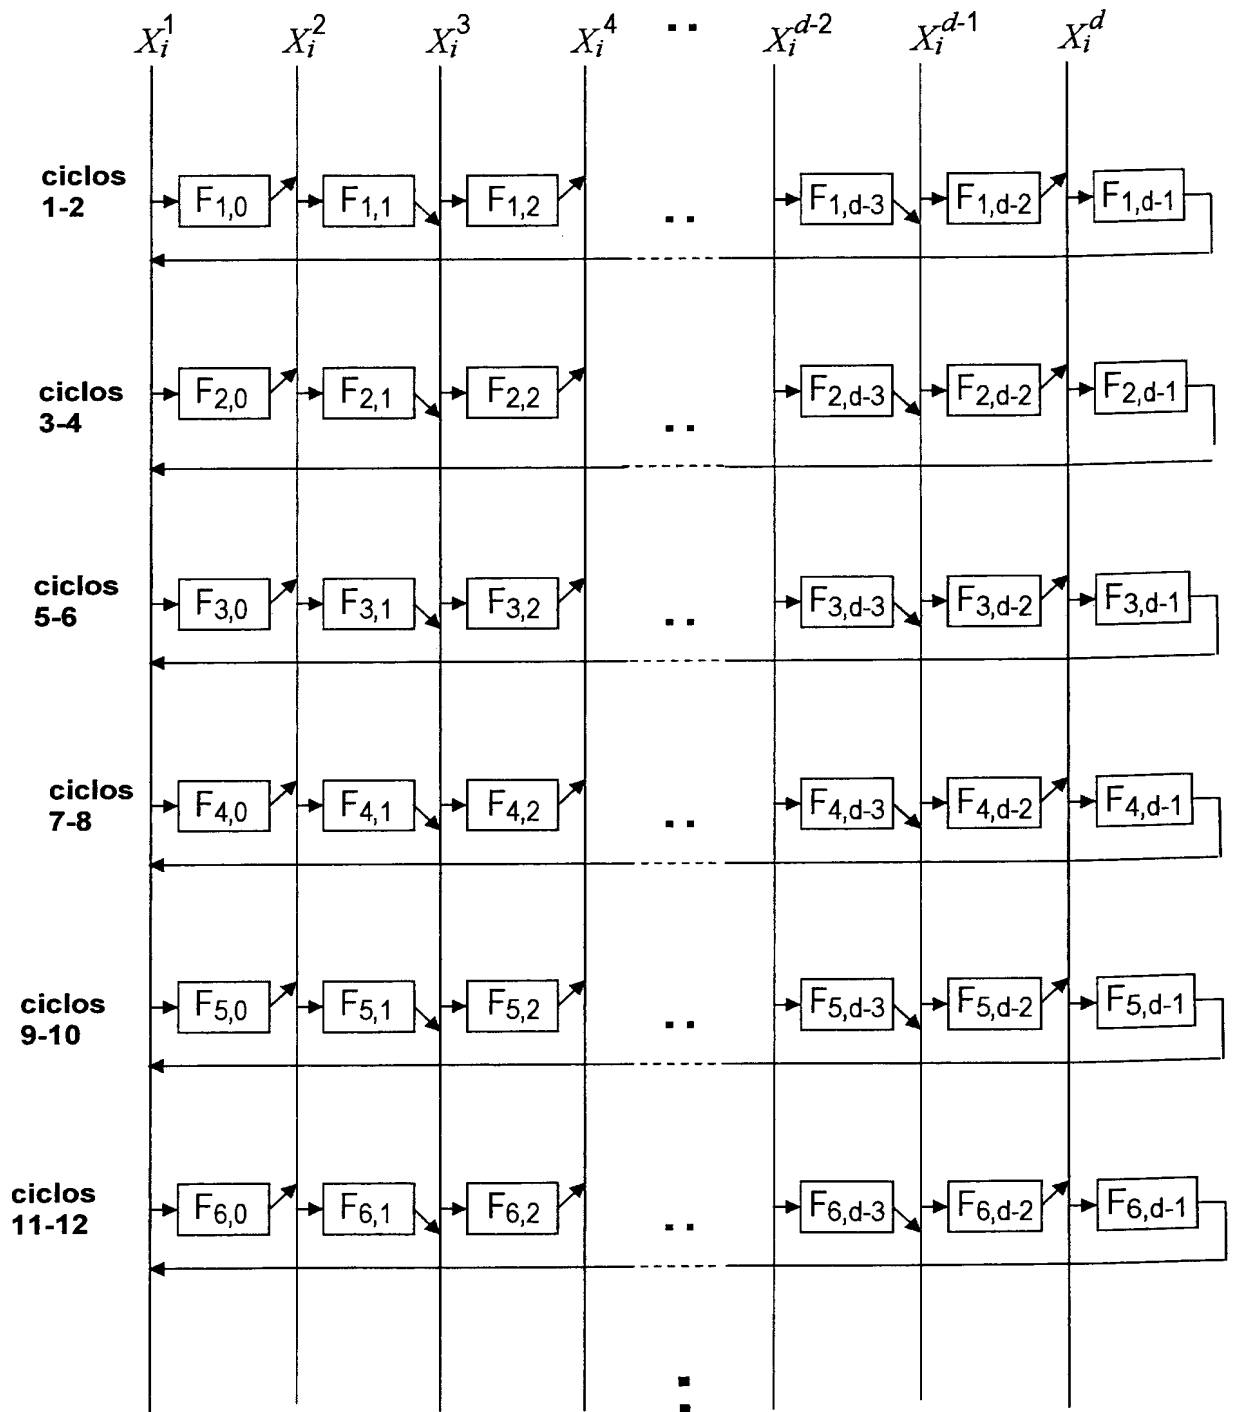 X_i^1 X_i^2 X_i^3 X_i^4 .. X_i^{d-2} X_i^{d-1} X_i^d
ciclos
1-2
F1,0 F1,1 F1,2 .. F1,d-3 F1,d-2 F1,d-1
ciclos
3-4
F2,0 F2,1 F2,2 .. F2,d-3 F2,d-2 F2,d-1
ciclos
5-6
F3,0 F3,1 F3,2 .. F3,d-3 F3,d-2 F3,d-1
ciclos
7-8
F4,0 F4,1 F4,2 .. F4,d-3 F4,d-2 F4,d-1
ciclos
9-10
F5,0 F5,1 F5,2 .. F5,d-3 F5,d-2 F5,d-1
ciclos
11-12
F6,0 F6,1 F6,2 .. F6,d-3 F6,d-2 F6,d-1